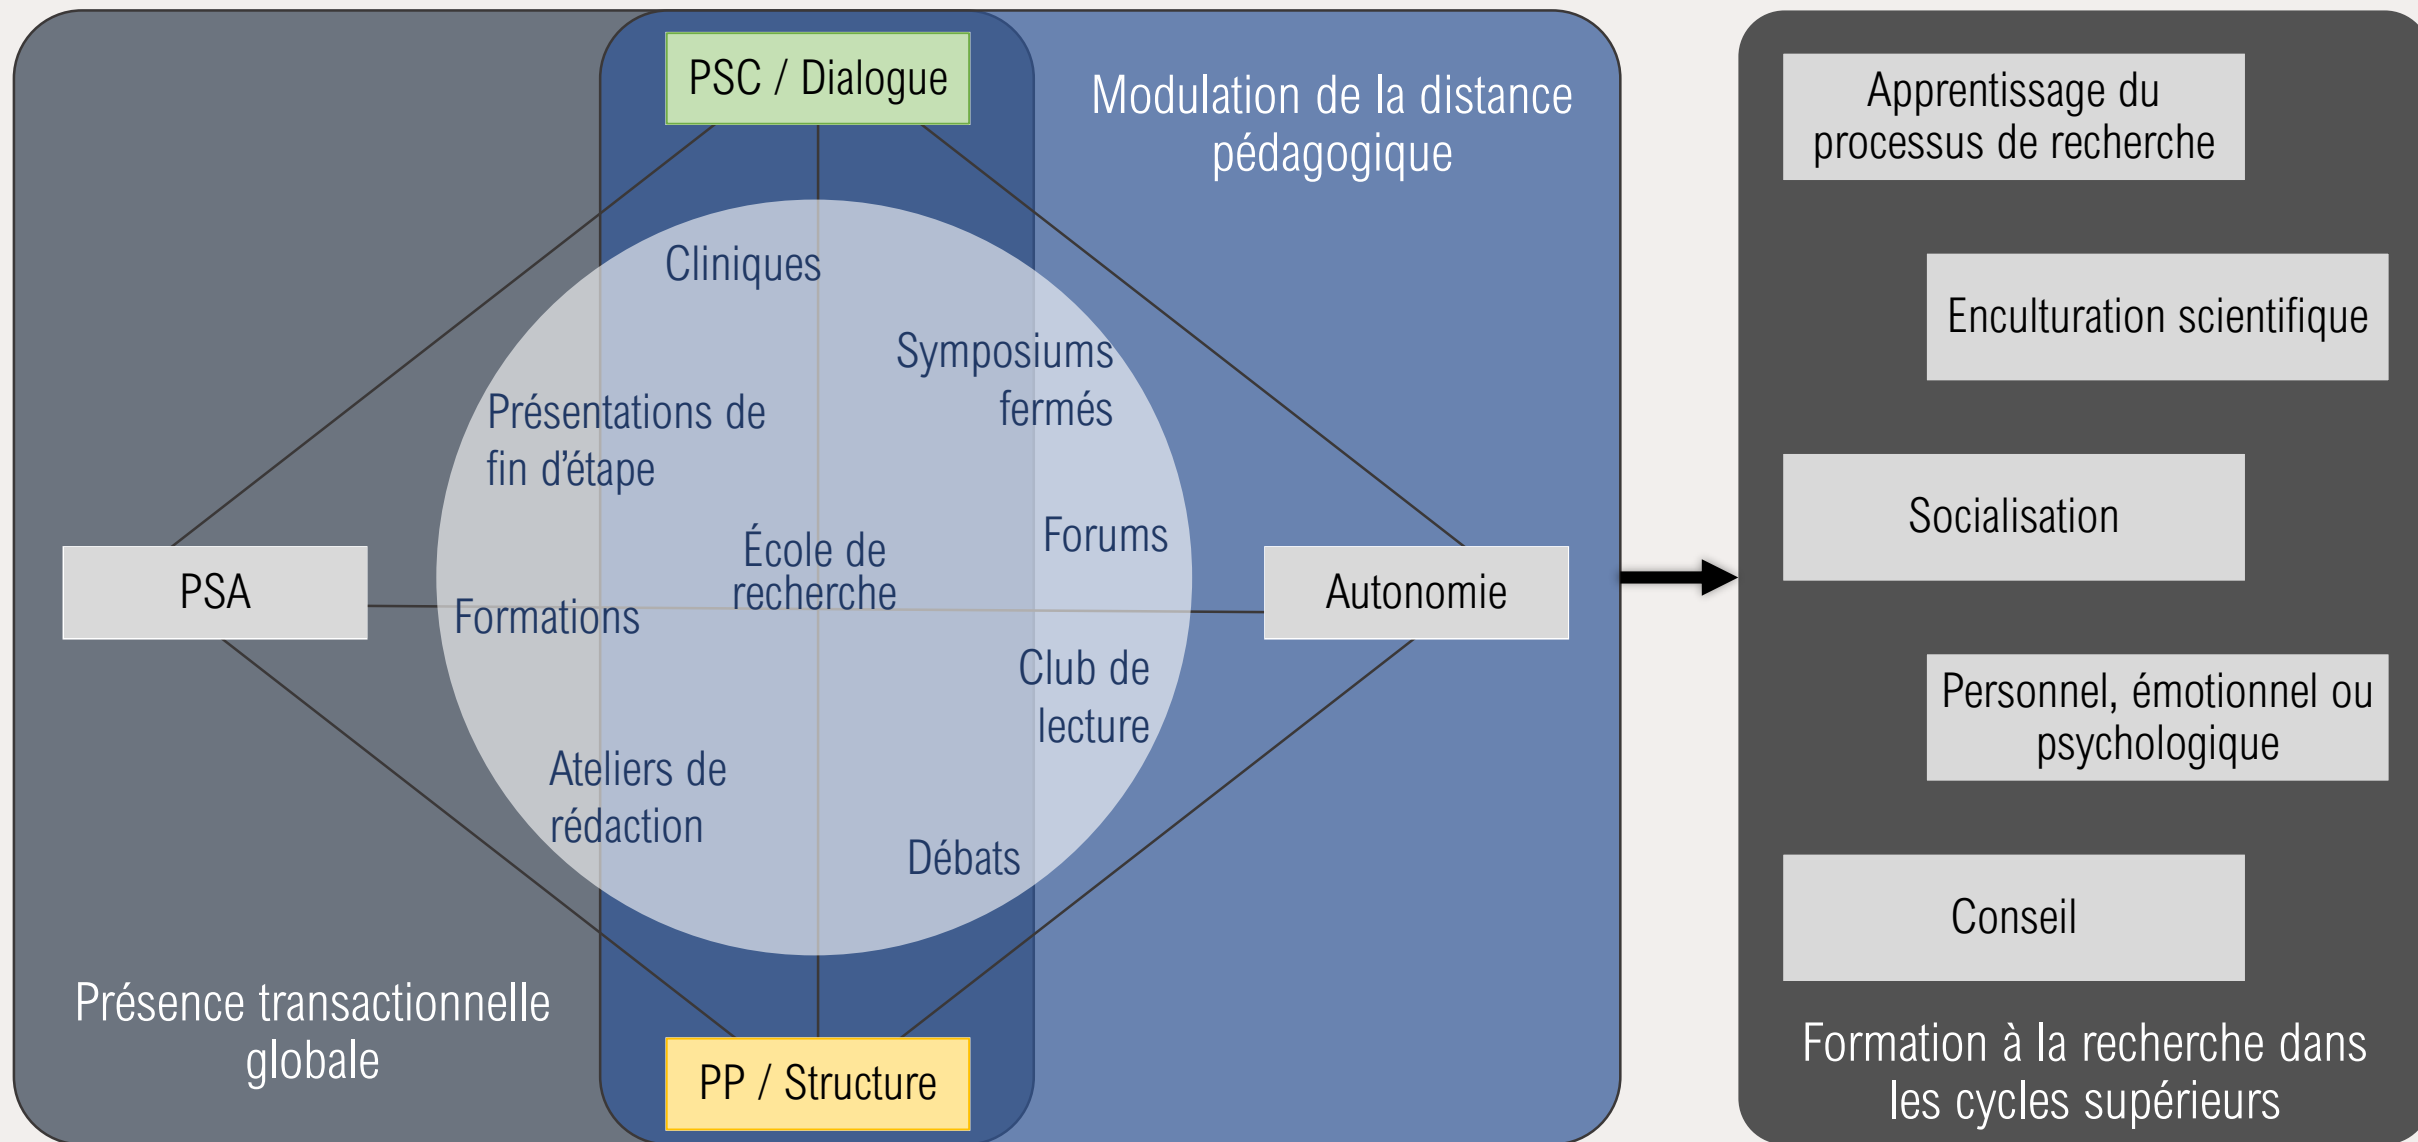 PSC / Dialogue
Modulation de la distance
pédagogique
Cliniques
Symposiums
fermés
Présentations de
fin d'étape
Forums
École de
recherche
PSA
Formations
Autonomie
Club de
lecture
Ateliers de
rédaction
Débats
Présence transactionnelle
globale
PP / Structure
Apprentissage du
processus de recherche
Enculturation scientifique
Socialisation
Personnel, émotionnel ou
psychologique
Conseil
Formation à la recherche dans
les cycles supérieurs